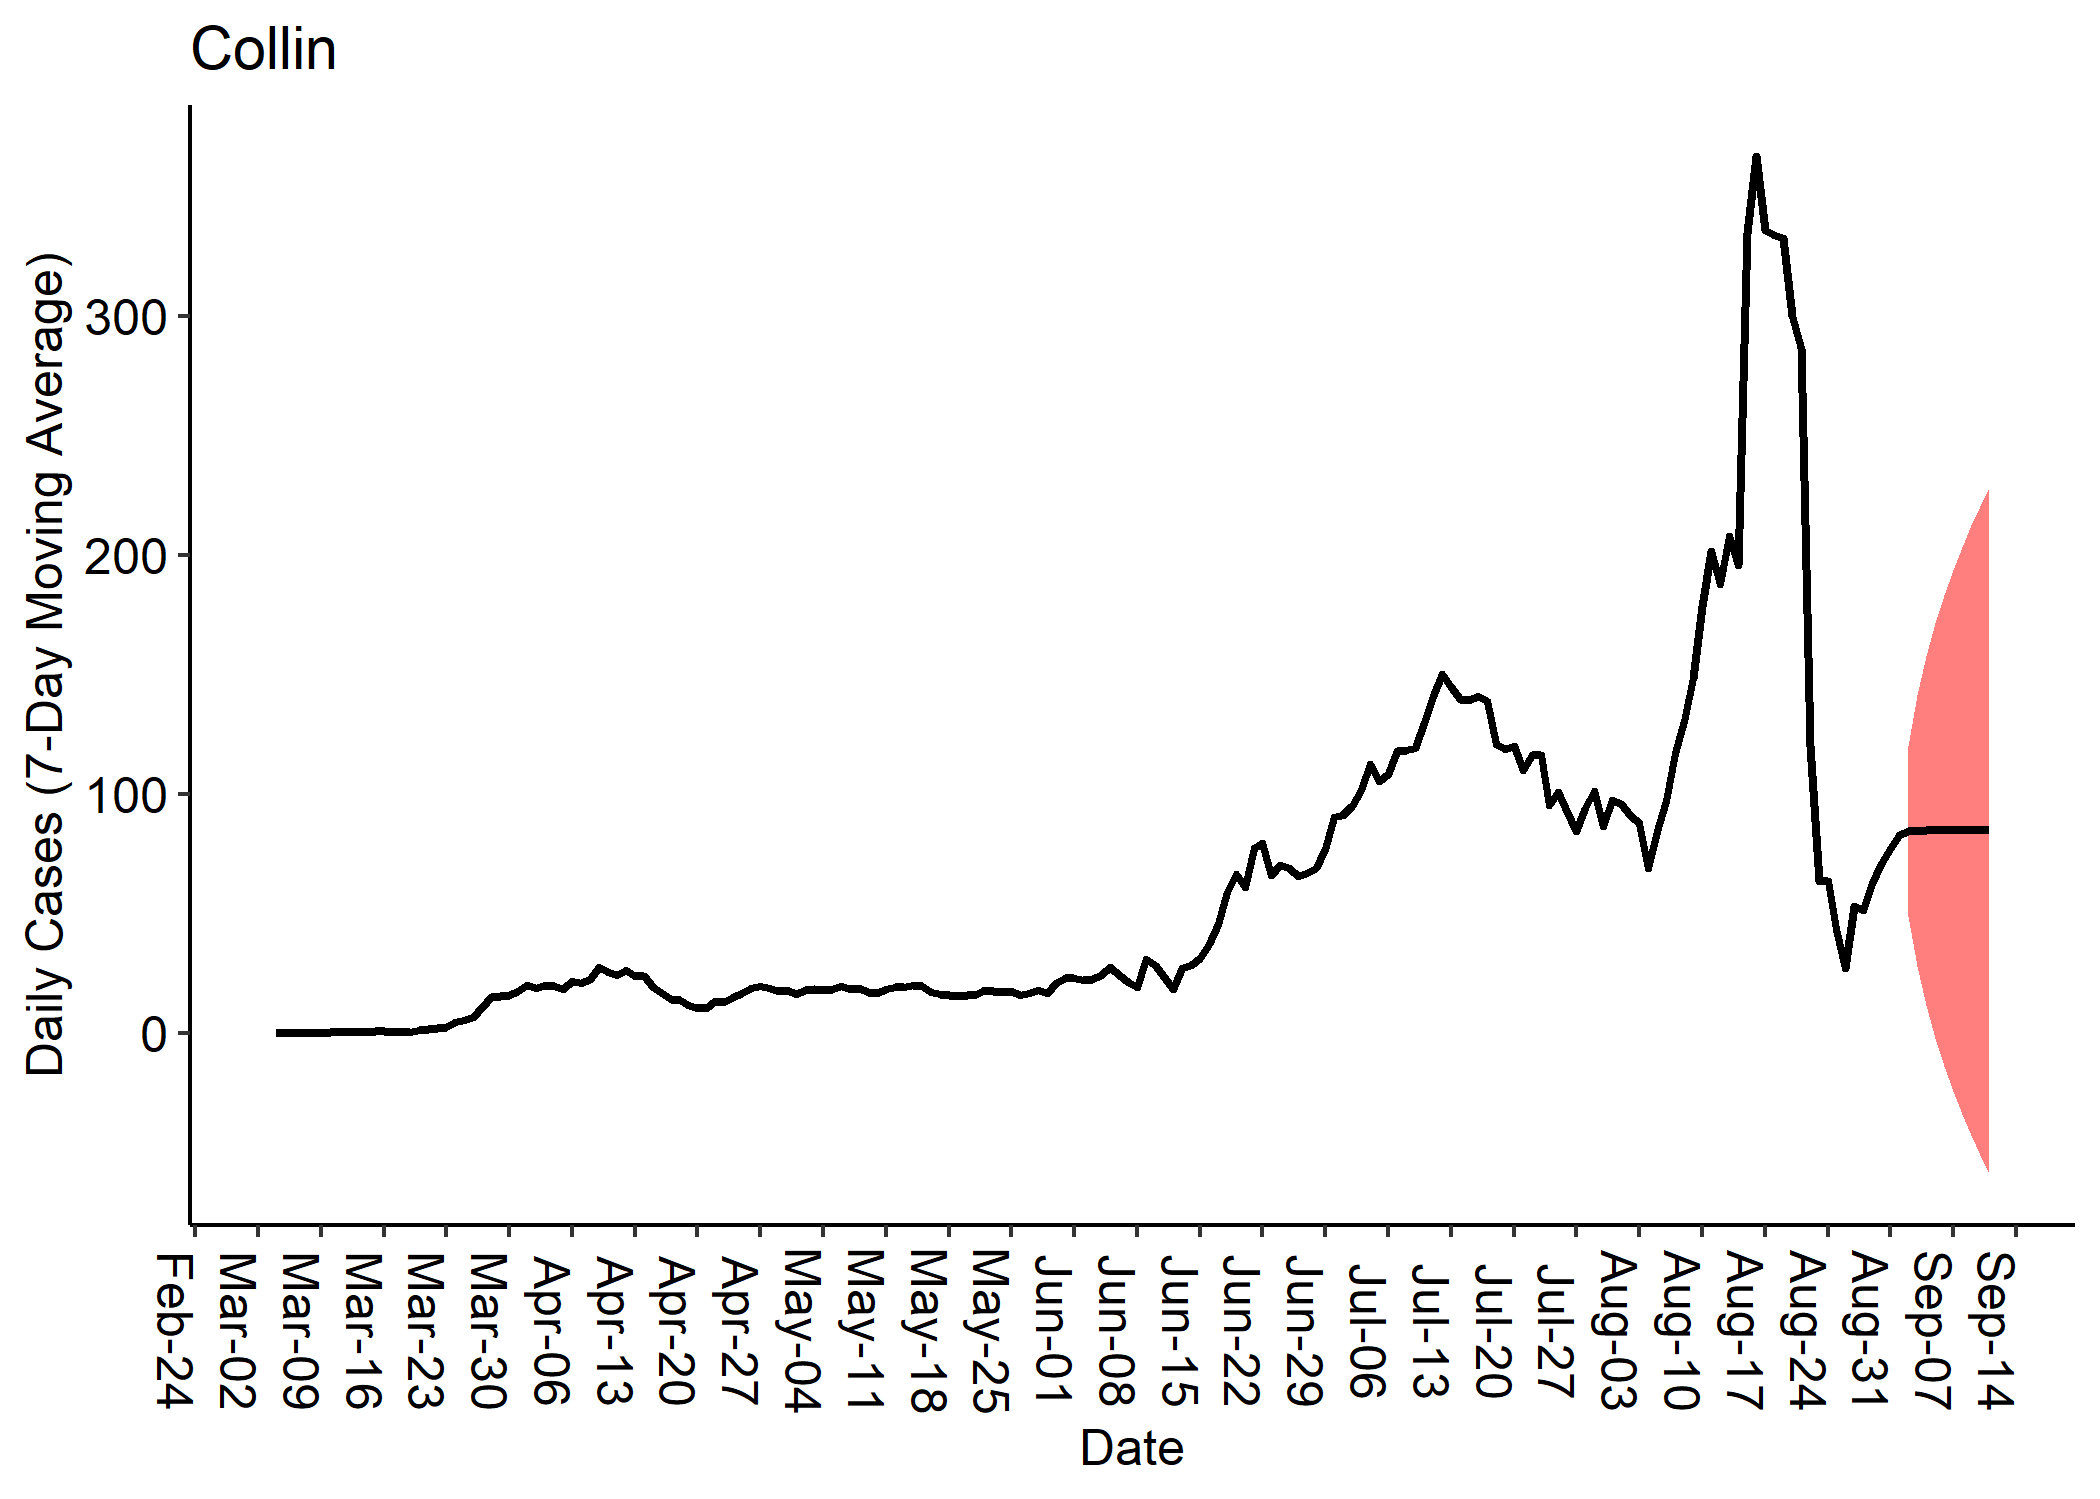 Collin
Daily Cases (7-Day Moving Average)
300
200
100
0
Feb-24
Mar-02
Mar-09
Mar-16
Mar-23
Mar-30
Apr-06
Apr-13
Apr-20
Apr-27
May-04
May-11
May-18
May-25
Jun-01
Jun-08
Jun-15
Jun-22
Jun-29
Jul-06
Jul-13
Jul-20
Jul-27
Aug-03
Aug-10
Aug-17
Aug-24
Aug-31
Sep-07
Sep-14
Date